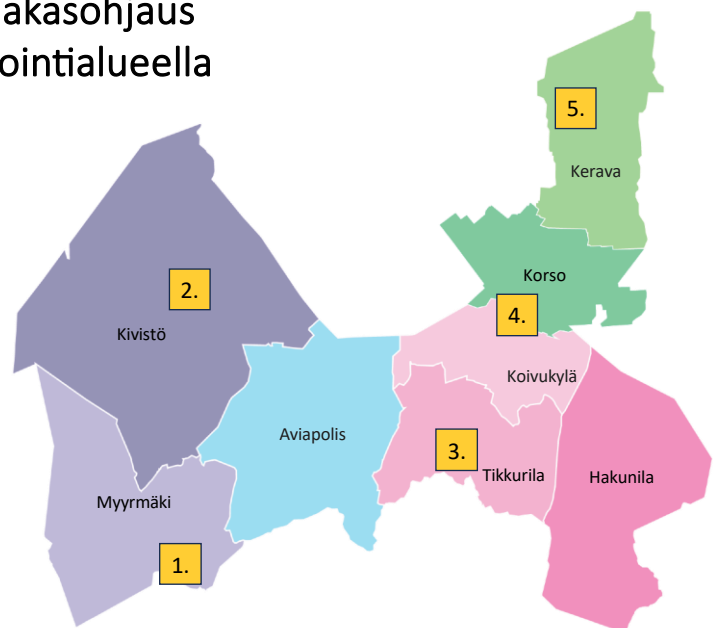 akasohjaus
ointialueella
5.
Kerava
Korso
2.
4.
Kivistö
Koivukylä
Aviapolis
3.
Tikkurila
Hakunila
Myyrmäki
1.